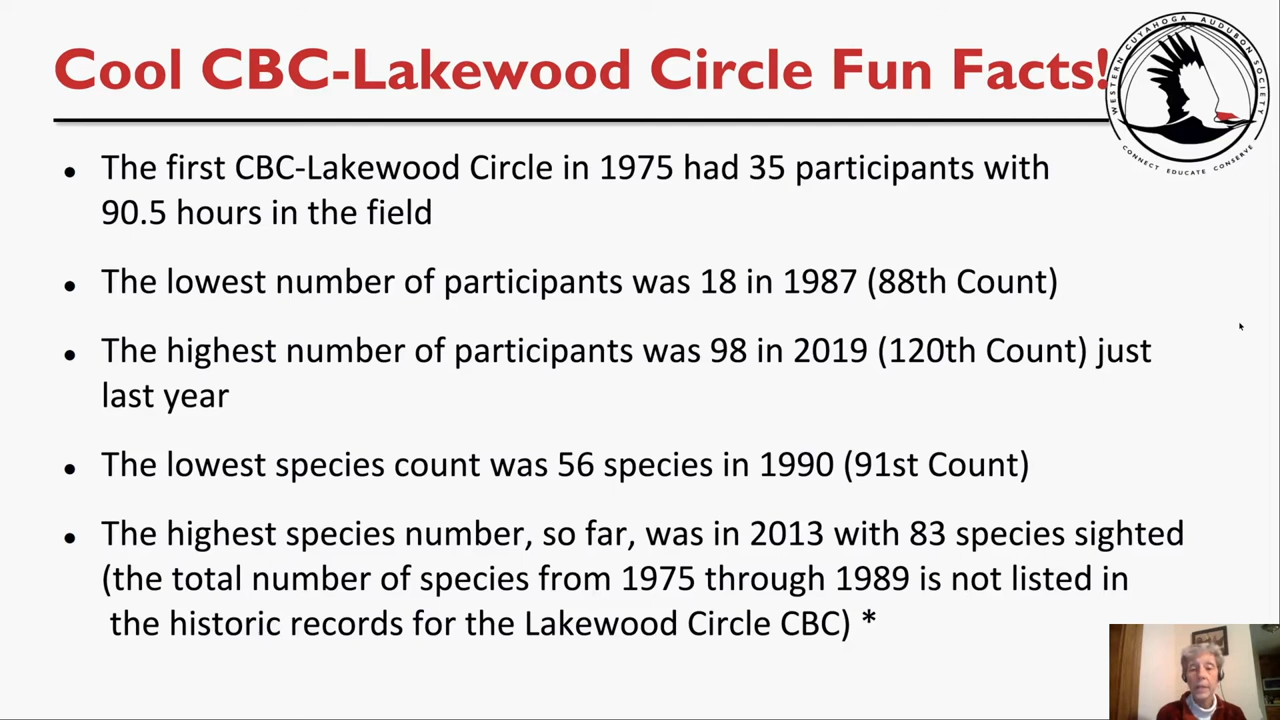 Cool CBC-Lakewood Circle Fun Facts!
WESTERN CUYAHOGA AUDUBON SOCIETY
CONNECT EDUCATE CONSERVE
• The first CBC-Lakewood Circle in 1975 had 35 participants with
90.5 hours in the field
• The lowest number of participants was 18 in 1987 (88th Count)
• The highest number of participants was 98 in 2019 (120th Count) just
last year
• The lowest species count was 56 species in 1990 (91st Count)
• The highest species number, so far, was in 2013 with 83 species sighted
(the total number of species from 1975 through 1989 is not listed in
the historic records for the Lakewood Circle CBC) *